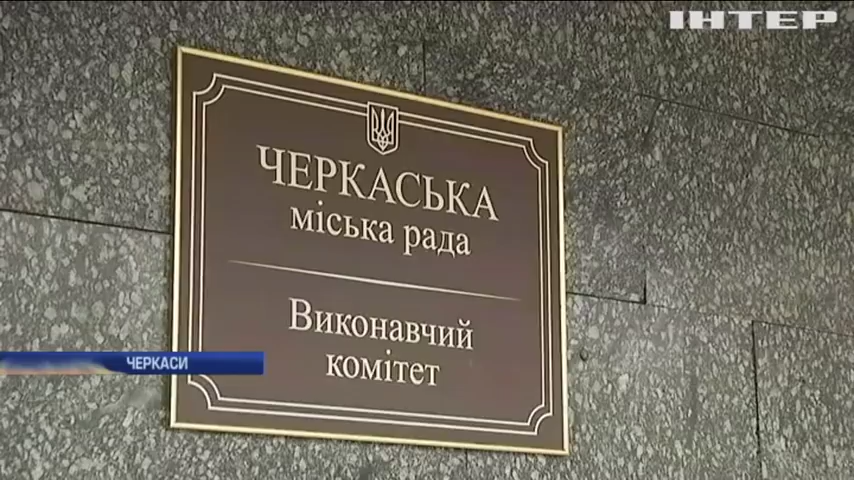 ІНТЕР
ЧЕРКАСЬКА
міська рада
Виконавчий
комітет
ЧЕРКАСИ